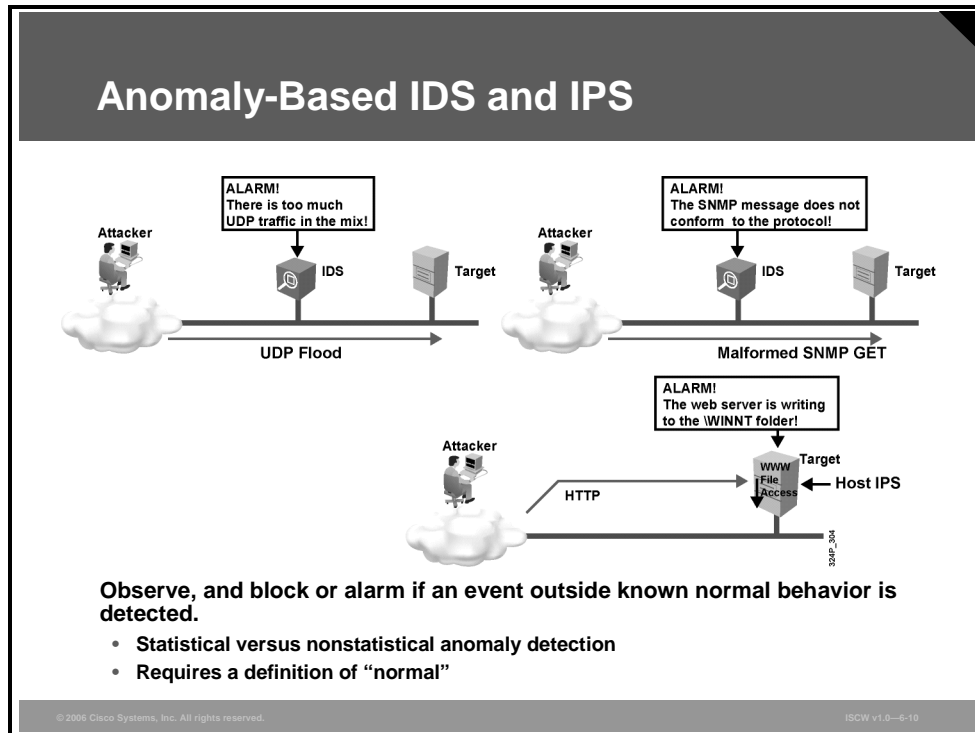 Anomaly-Based IDS and IPS
ALARM!
There is too much
UDP traffic in the mix!
Attacker
IDS
Target
UDP Flood
ALARM!
The SNMP message does not
conform to the protocol!
Attacker
IDS
Target
Malformed SNMP GET
ALARM!
The web server is writing
to the \WINNT folder!
Attacker
HTTP
WWW
File
Access
Target
Host IPS
324P_304
Observe, and block or alarm if an event outside known normal behavior is
detected.
• Statistical versus nonstatistical anomaly detection
• Requires a definition of “normal”
© 2006 Cisco Systems, Inc. All rights reserved.
ISCW v1.0—6-10